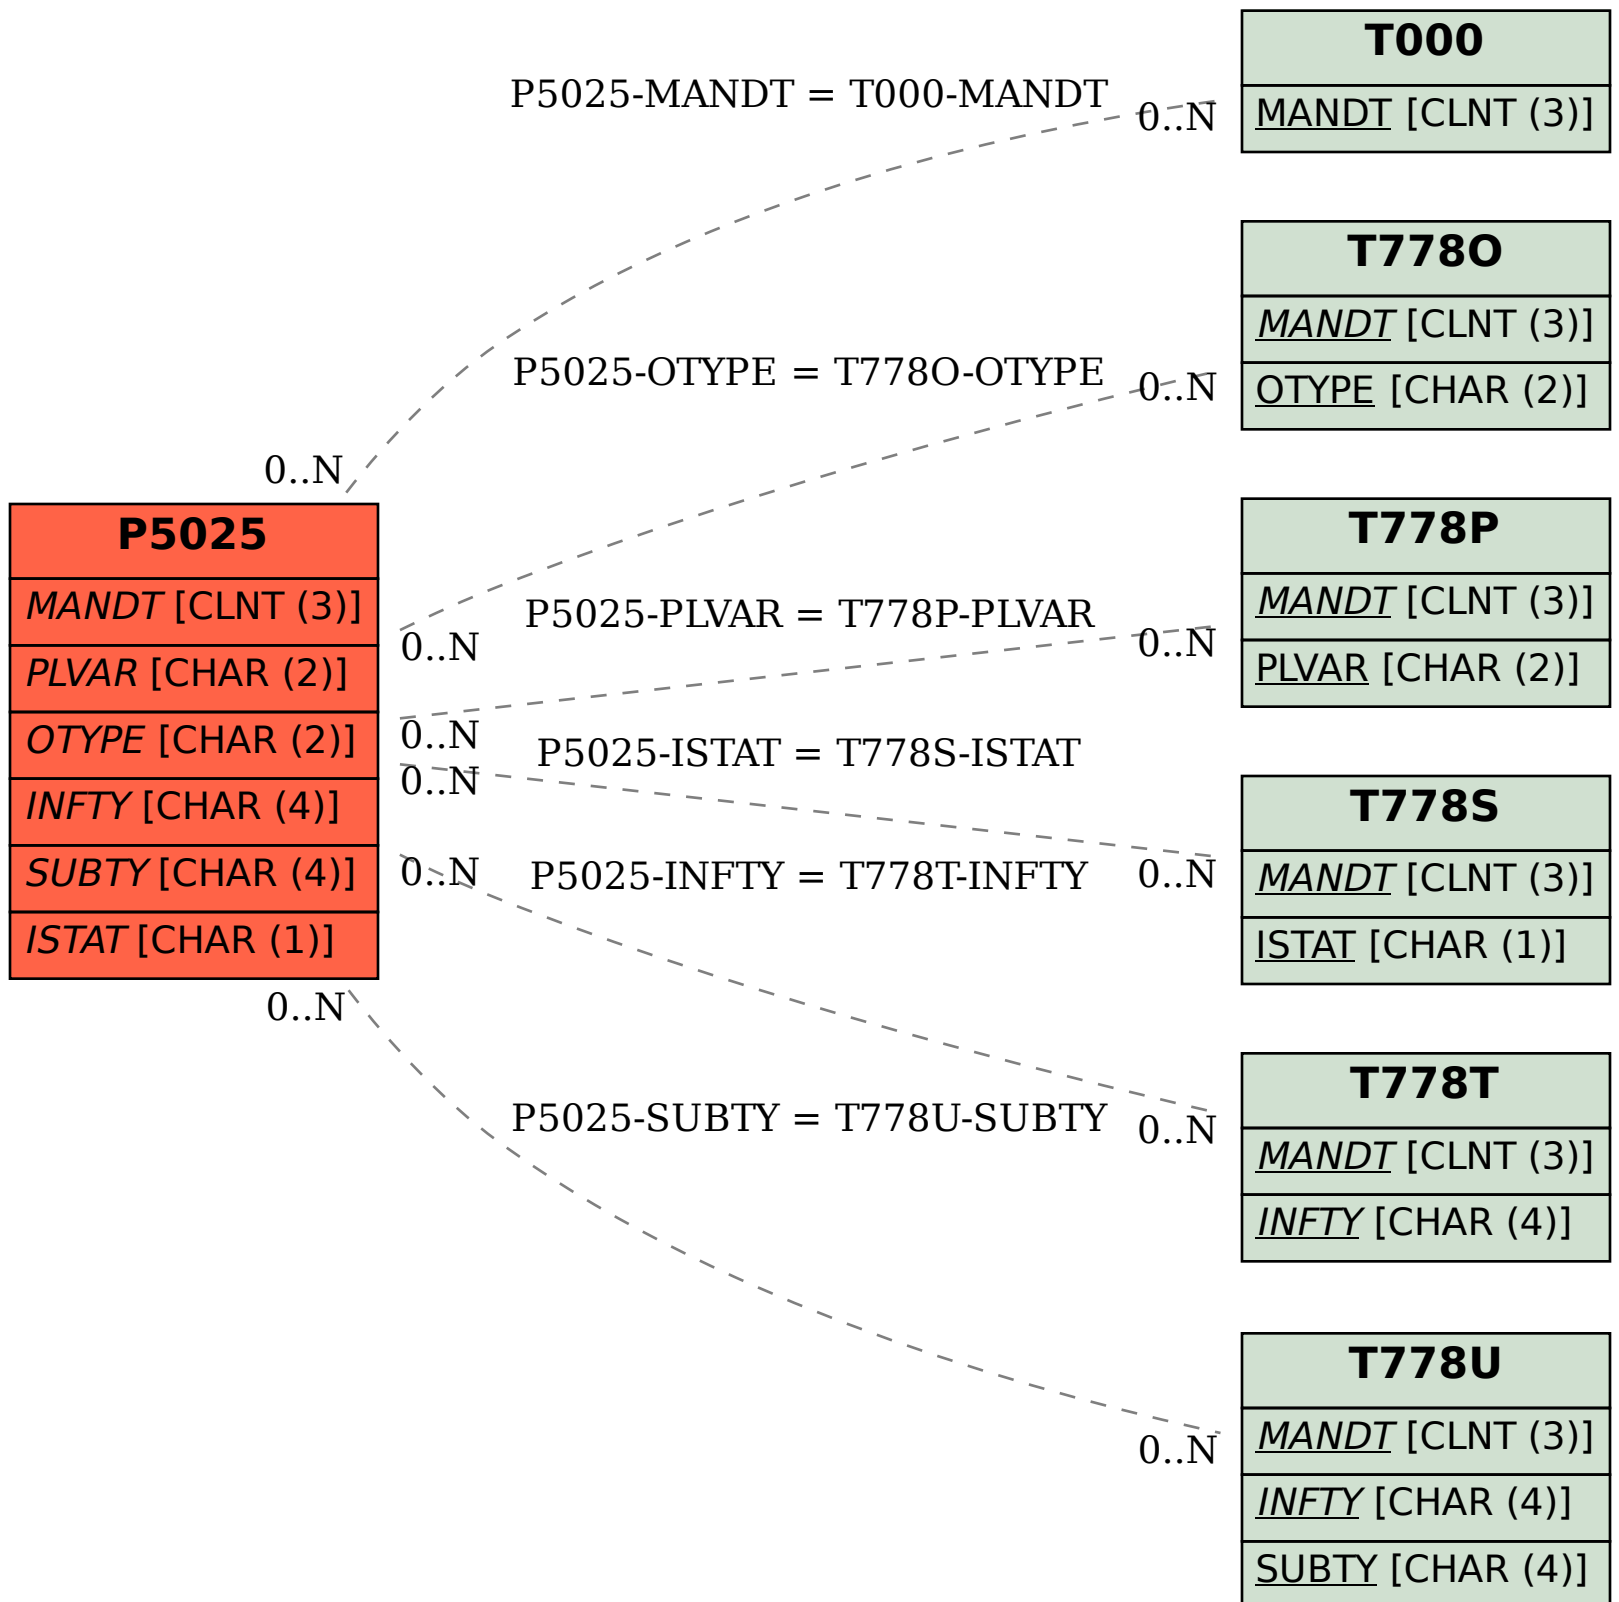 T000
MANDT [CLNT (3)]
P5025-MANDT = T000-MANDT
0..N
0..N
T778O
MANDT [CLNT (3)]
OTYPE [CHAR (2)]
P5025-OTYPE = T778O-OTYPE
0..N
0..N
P5025
MANDT [CLNT (3)]
PLVAR [CHAR (2)]
OTYPE [CHAR (2)]
INFTY [CHAR (4)]
SUBTY [CHAR (4)]
ISTAT [CHAR (1)]
T778P
MANDT [CLNT (3)]
PLVAR [CHAR (2)]
P5025-PLVAR = T778P-PLVAR
0..N
0..N
P5025-ISTAT = T778S-ISTAT
0..N
0..N
T778S
MANDT [CLNT (3)]
ISTAT [CHAR (1)]
P5025-INFTY = T778T-INFTY
0..N
0..N
T778T
MANDT [CLNT (3)]
INFTY [CHAR (4)]
P5025-SUBTY = T778U-SUBTY
0..N
0..N
T778U
MANDT [CLNT (3)]
INFTY [CHAR (4)]
SUBTY [CHAR (4)]